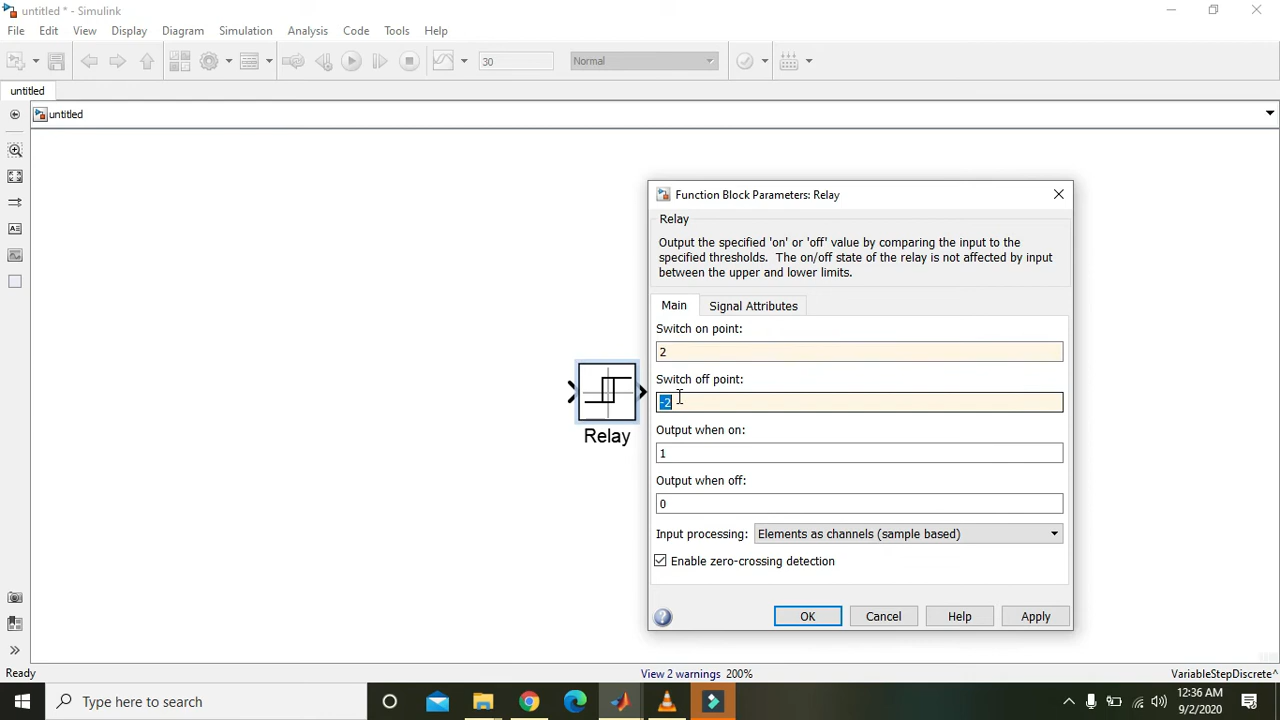 untitled * - Simulink
File Edit View Display Diagram Simulation Analysis Code Tools Help
30 Normal
untitled
untitled
Function Block Parameters: Relay
Relay
Output the specified 'on' or 'off' value by comparing the input to the
specified thresholds. The on/off state of the relay is not affected by input
between the upper and lower limits.
Main Signal Attributes
Switch on point:
2
Switch off point:
-2
Output when on:
1
Output when off:
0
Input processing: Elements as channels (sample based)
Enable zero-crossing detection
OK Cancel Help Apply
Relay
Ready View 2 warnings 200% VariableStepDiscrete
Type here to search
12:36 AM
9/2/2020